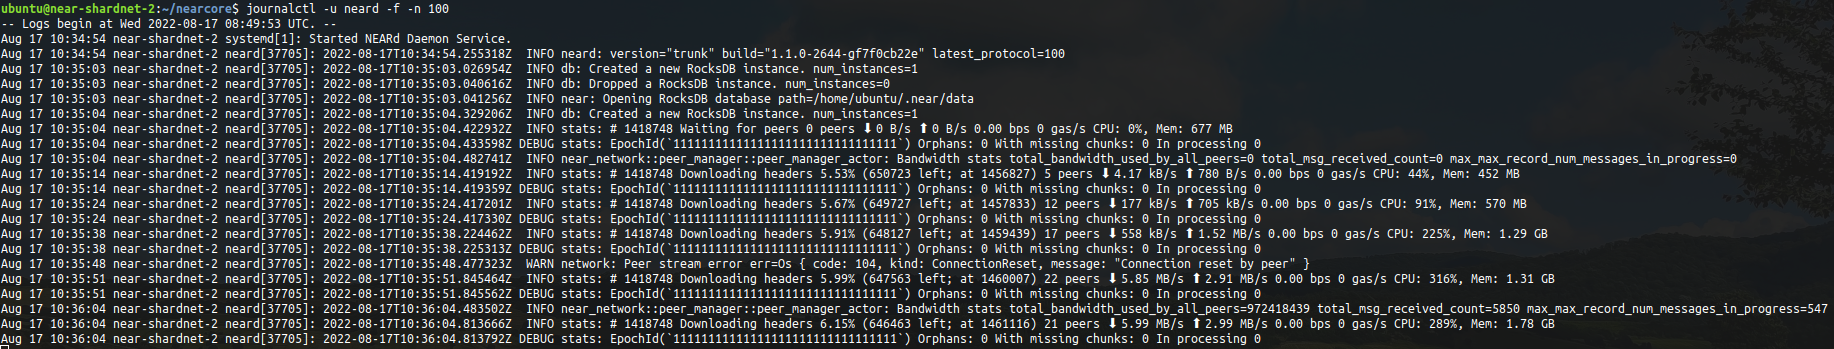 ubuntu@near-shardnet-2:~/nearcore$ journalctl -u neard -f -n 100
-- Logs begin at Wed 2022-08-17 08:49:53 UTC. --
Aug 17 10:34:54 near-shardnet-2 systemd[1]: Started NEARd Daemon Service.
Aug 17 10:34:54 near-shardnet-2 neard[37705]: 2022-08-17T10:34:54.255318Z  INFO neard: version="trunk" build="1.1.0-2644-gf7f0cb22e" latest_protocol=100
Aug 17 10:35:03 near-shardnet-2 neard[37705]: 2022-08-17T10:35:03.026954Z  INFO db: Created a new RocksDB instance. num_instances=1
Aug 17 10:35:03 near-shardnet-2 neard[37705]: 2022-08-17T10:35:03.040616Z  INFO db: Dropped a RocksDB instance. num_instances=0
Aug 17 10:35:03 near-shardnet-2 neard[37705]: 2022-08-17T10:35:03.041256Z  INFO near: Opening RocksDB database path=/home/ubuntu/.near/data
Aug 17 10:35:04 near-shardnet-2 neard[37705]: 2022-08-17T10:35:04.329206Z  INFO db: Created a new RocksDB instance. num_instances=1
Aug 17 10:35:04 near-shardnet-2 neard[37705]: 2022-08-17T10:35:04.422932Z  INFO stats: # 1418748 Waiting for peers 0 peers ⬇ 0 B/s ⬆ 0 B/s 0.00 bps 0 gas/s CPU: 0%, Mem: 677 MB
Aug 17 10:35:04 near-shardnet-2 neard[37705]: 2022-08-17T10:35:04.433598Z DEBUG stats: EpochId(`11111111111111111111111111111111`) Orphans: 0 With missing chunks: 0 In processing 0
Aug 17 10:35:04 near-shardnet-2 neard[37705]: 2022-08-17T10:35:04.482741Z  INFO near_network::peer_manager::peer_manager_actor: Bandwidth stats total_bandwidth_used_by_all_peers=0 total_msg_received_count=0 max_max_record_num_messages_in_progress=0
Aug 17 10:35:14 near-shardnet-2 neard[37705]: 2022-08-17T10:35:14.419192Z  INFO stats: # 1418748 Downloading headers 5.53% (650723 left; at 1456827) 5 peers ⬇ 4.17 kB/s ⬆ 780 B/s 0.00 bps 0 gas/s CPU: 44%, Mem: 452 MB
Aug 17 10:35:14 near-shardnet-2 neard[37705]: 2022-08-17T10:35:14.419359Z DEBUG stats: EpochId(`11111111111111111111111111111111`) Orphans: 0 With missing chunks: 0 In processing 0
Aug 17 10:35:24 near-shardnet-2 neard[37705]: 2022-08-17T10:35:24.417201Z  INFO stats: # 1418748 Downloading headers 5.67% (649727 left; at 1457833) 12 peers ⬇ 177 kB/s ⬆ 705 kB/s 0.00 bps 0 gas/s CPU: 91%, Mem: 570 MB
Aug 17 10:35:24 near-shardnet-2 neard[37705]: 2022-08-17T10:35:24.417330Z DEBUG stats: EpochId(`11111111111111111111111111111111`) Orphans: 0 With missing chunks: 0 In processing 0
Aug 17 10:35:38 near-shardnet-2 neard[37705]: 2022-08-17T10:35:38.224462Z  INFO stats: # 1418748 Downloading headers 5.91% (648127 left; at 1459439) 17 peers ⬇ 558 kB/s ⬆ 1.52 MB/s 0.00 bps 0 gas/s CPU: 225%, Mem: 1.29 GB
Aug 17 10:35:38 near-shardnet-2 neard[37705]: 2022-08-17T10:35:38.225313Z DEBUG stats: EpochId(`11111111111111111111111111111111`) Orphans: 0 With missing chunks: 0 In processing 0
Aug 17 10:35:48 near-shardnet-2 neard[37705]: 2022-08-17T10:35:48.477323Z  WARN network: Peer stream error err=Os { code: 104, kind: ConnectionReset, message: "Connection reset by peer" }
Aug 17 10:35:51 near-shardnet-2 neard[37705]: 2022-08-17T10:35:51.845464Z  INFO stats: # 1418748 Downloading headers 5.99% (647563 left; at 1460007) 22 peers ⬇ 5.85 MB/s ⬆ 2.91 MB/s 0.00 bps 0 gas/s CPU: 316%, Mem: 1.31 GB
Aug 17 10:35:51 near-shardnet-2 neard[37705]: 2022-08-17T10:35:51.845562Z DEBUG stats: EpochId(`11111111111111111111111111111111`) Orphans: 0 With missing chunks: 0 In processing 0
Aug 17 10:36:04 near-shardnet-2 neard[37705]: 2022-08-17T10:36:04.483502Z  INFO near_network::peer_manager::peer_manager_actor: Bandwidth stats total_bandwidth_used_by_all_peers=972418439 total_msg_received_count=5850 max_max_record_num_messages_in_progress=547
Aug 17 10:36:04 near-shardnet-2 neard[37705]: 2022-08-17T10:36:04.813666Z  INFO stats: # 1418748 Downloading headers 6.15% (646463 left; at 1461116) 21 peers ⬇ 5.99 MB/s ⬆ 2.99 MB/s 0.00 bps 0 gas/s CPU: 289%, Mem: 1.78 GB
Aug 17 10:36:04 near-shardnet-2 neard[37705]: 2022-08-17T10:36:04.813792Z DEBUG stats: EpochId(`11111111111111111111111111111111`) Orphans: 0 With missing chunks: 0 In processing 0